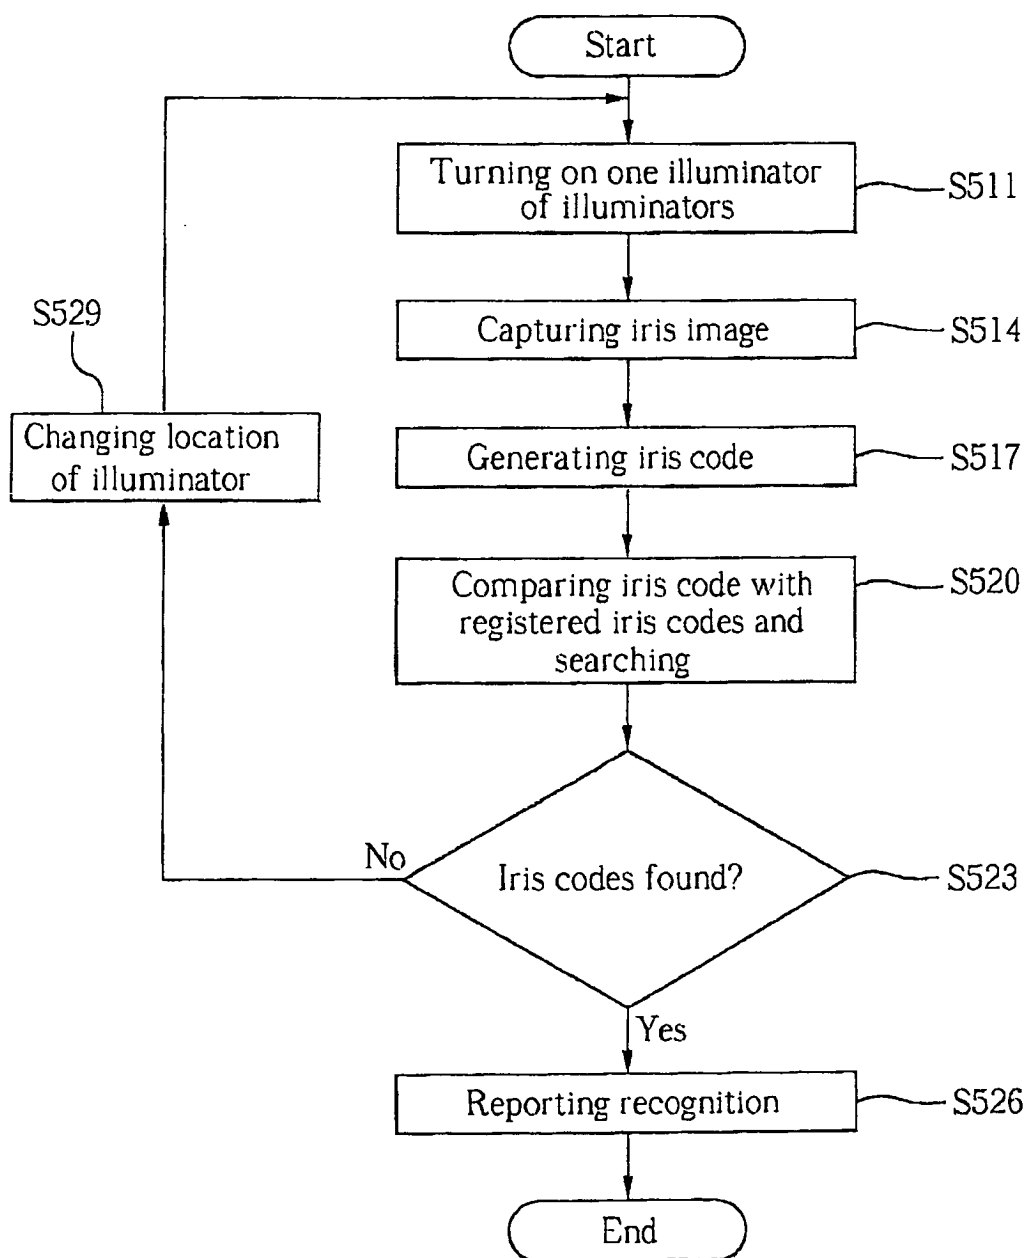 Start
Turning on one illuminator
of illuminators
S511
S529
Capturing iris image
S514
Changing location
of illuminator
Generating iris code
S517
Comparing iris code with
registered iris codes and
searching
S520
No
Iris codes found?
S523
Yes
Reporting recognition
S526
End